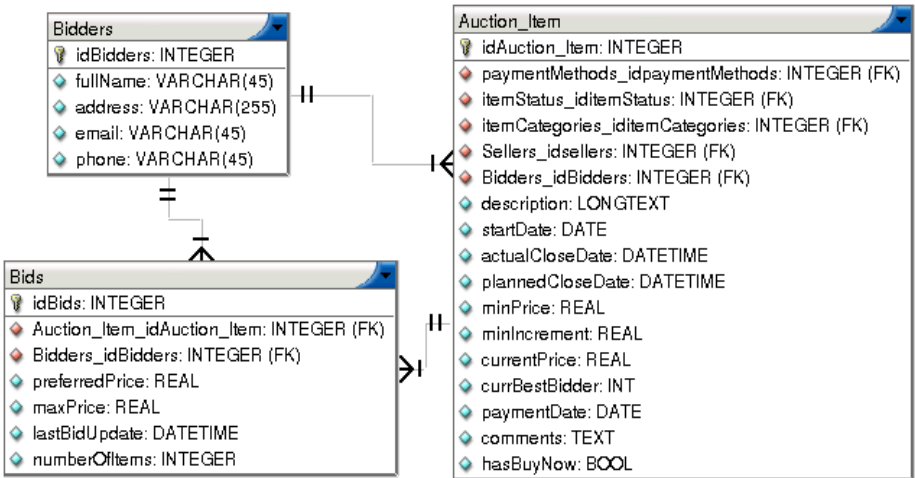 Bidders
idBidders: INTEGER
fullName: VARCHAR(45)
address: VARCHAR(255)
email: VARCHAR(45)
phone: VARCHAR(45)
Auction_Item
idAuction_Item: INTEGER
paymentMethods_idpaymentMethods: INTEGER (FK)
itemStatus_iditemStatus: INTEGER (FK)
itemCategories_iditemCategories: INTEGER (FK)
Sellers_idsellers: INTEGER (FK)
Bidders_idBidders: INTEGER (FK)
description: LONGTEXT
startDate: DATE
actualCloseDate: DATETIME
plannedCloseDate: DATETIME
minPrice: REAL
minIncrement: REAL
currentPrice: REAL
currBestBidder: INT
paymentDate: DATE
comments: TEXT
hasBuyNow: BOOL
Bids
idBids: INTEGER
Auction_Item_idAuction_Item: INTEGER (FK)
Bidders_idBidders: INTEGER (FK)
preferredPrice: REAL
maxPrice: REAL
lastBidUpdate: DATETIME
numberOfItems: INTEGER